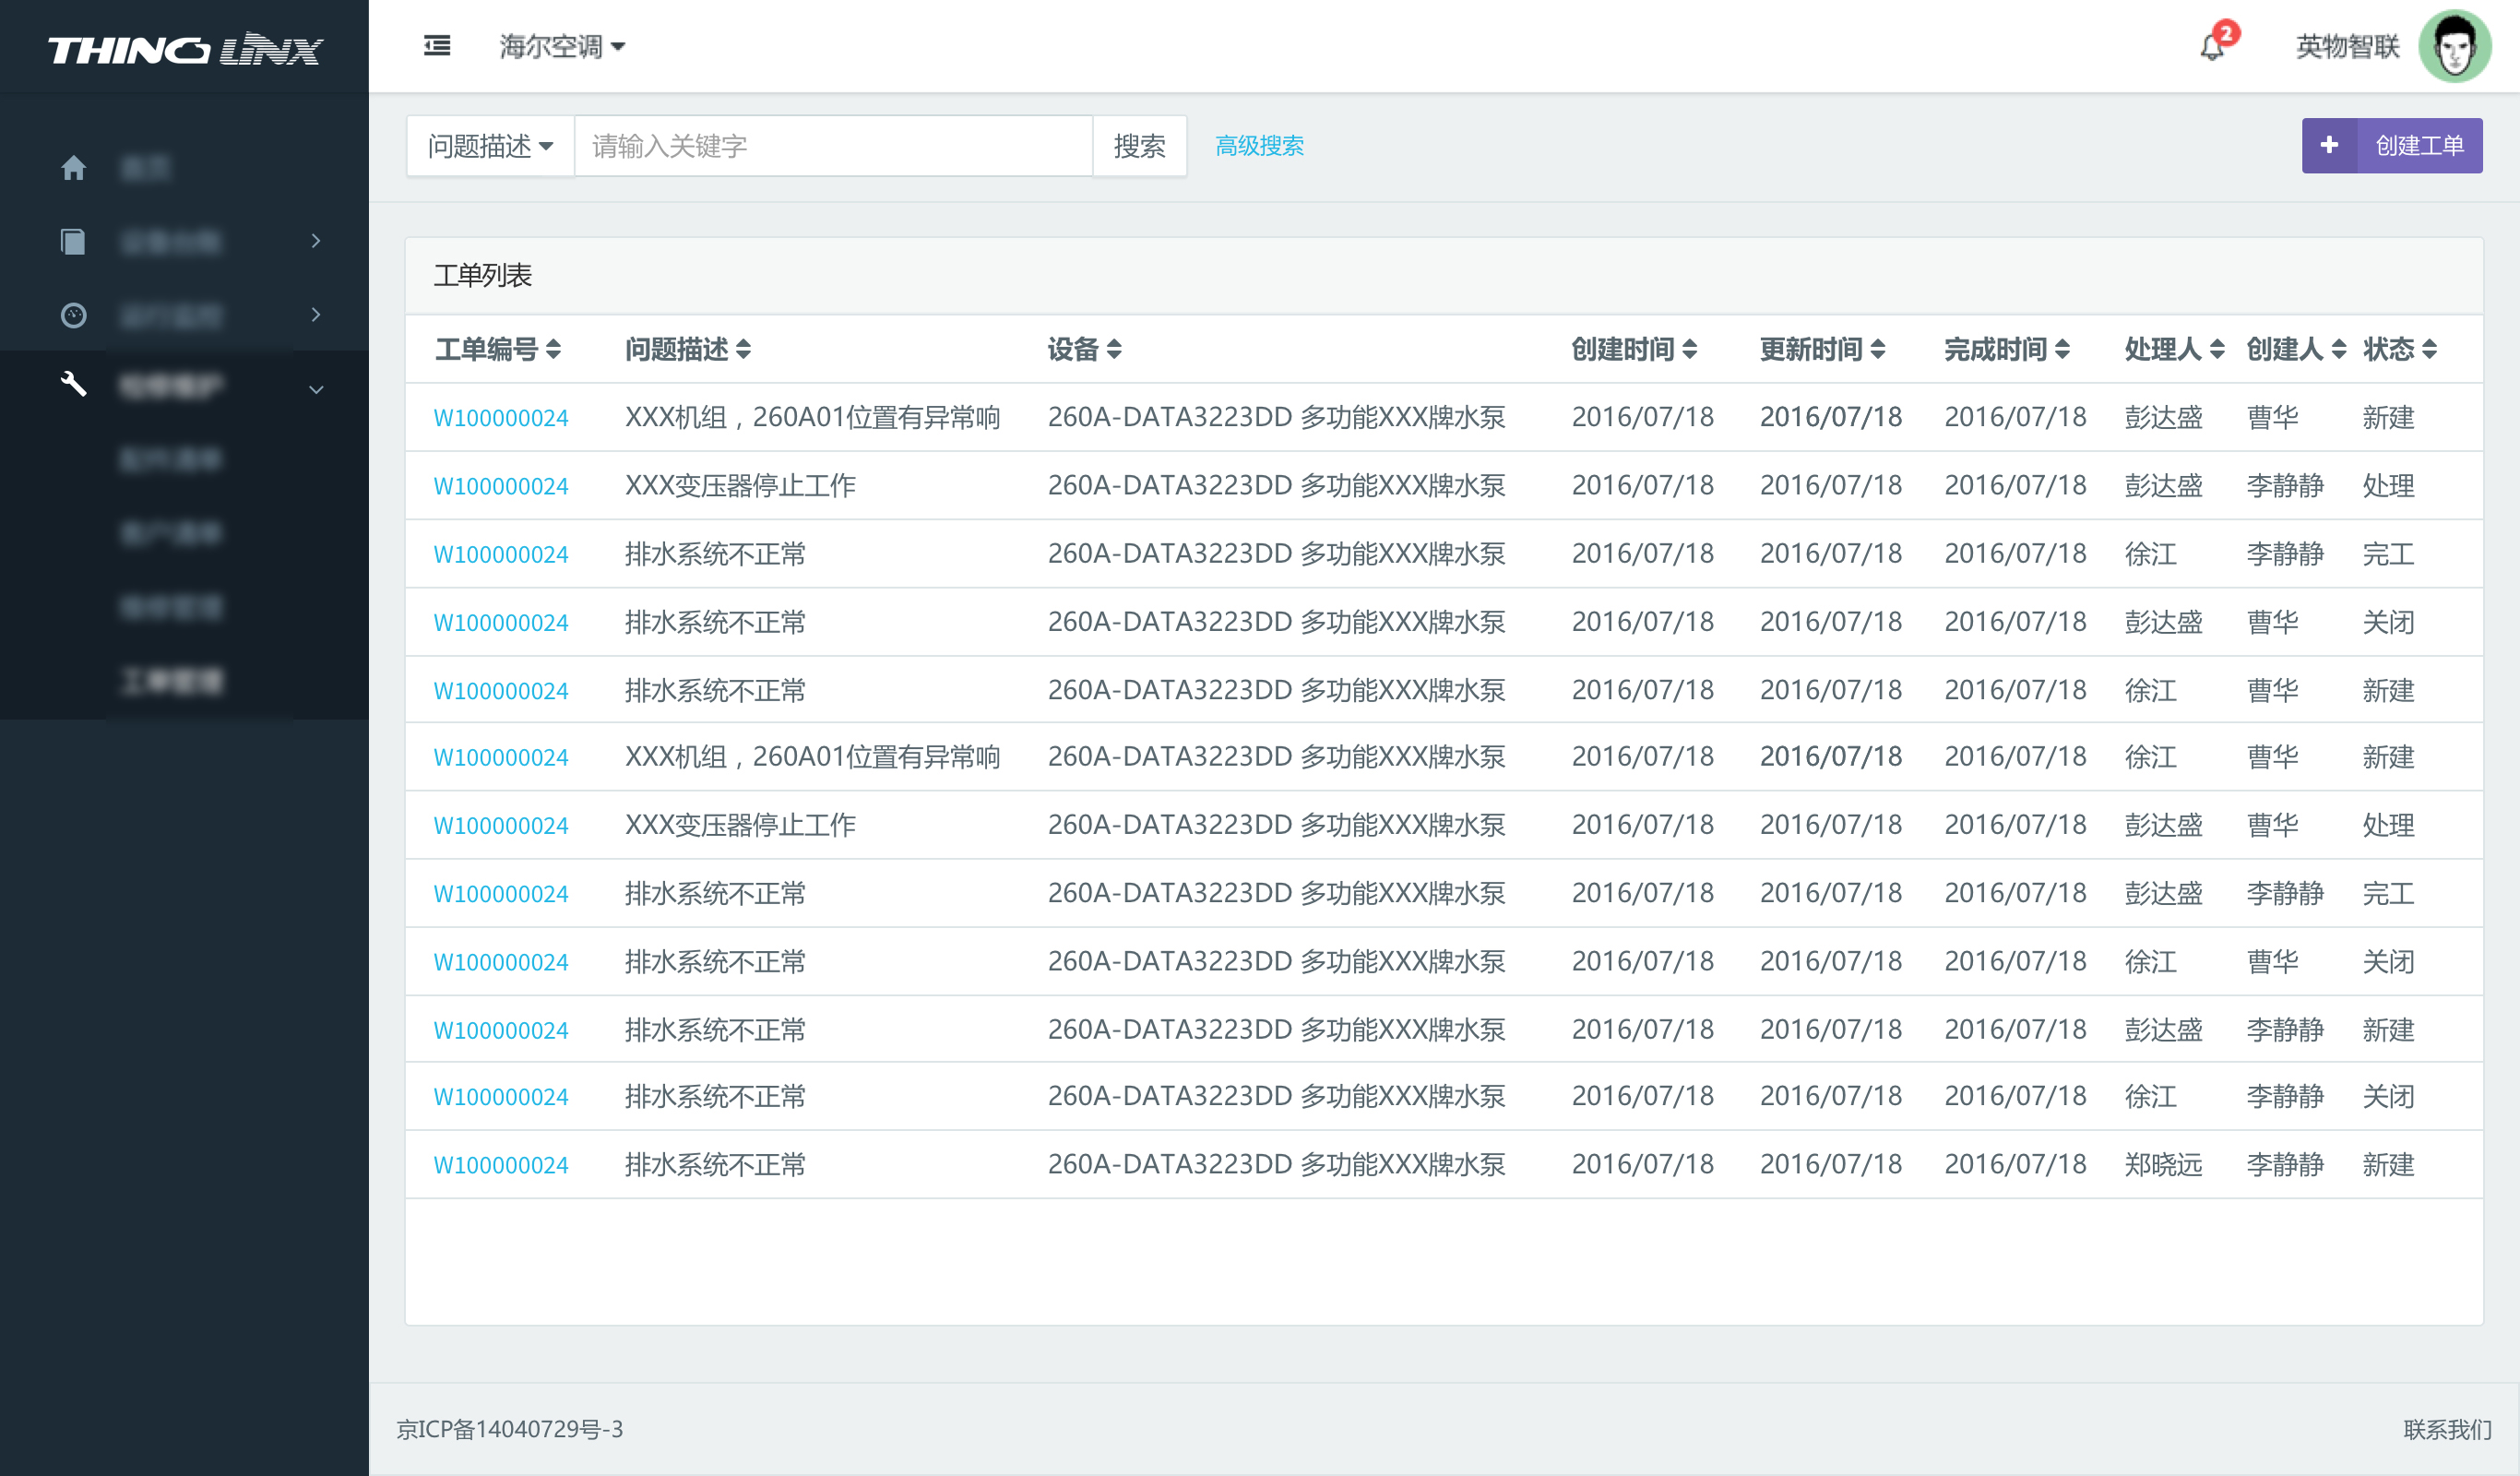 THING LINX
海尔空调
2
英物智联
问题描述
请输入关键字
搜索
高级搜索
+ 创建工单
工单管理
工单列表
工单编号 问题描述 设备 创建时间 更新时间 完成时间 处理人 创建人 状态
W100000024 XXX机组，260A01位置有异常响 260A-DATA3223DD 多功能XXX牌水泵 2016/07/18 2016/07/18 2016/07/18 彭达盛 曹华 新建
W100000024 XXX变压器停止工作 260A-DATA3223DD 多功能XXX牌水泵 2016/07/18 2016/07/18 2016/07/18 彭达盛 李静静 处理
W100000024 排水系统不正常 260A-DATA3223DD 多功能XXX牌水泵 2016/07/18 2016/07/18 2016/07/18 徐江 李静静 完工
W100000024 排水系统不正常 260A-DATA3223DD 多功能XXX牌水泵 2016/07/18 2016/07/18 2016/07/18 彭达盛 曹华 关闭
W100000024 排水系统不正常 260A-DATA3223DD 多功能XXX牌水泵 2016/07/18 2016/07/18 2016/07/18 徐江 曹华 新建
W100000024 XXX机组，260A01位置有异常响 260A-DATA3223DD 多功能XXX牌水泵 2016/07/18 2016/07/18 2016/07/18 徐江 曹华 新建
W100000024 XXX变压器停止工作 260A-DATA3223DD 多功能XXX牌水泵 2016/07/18 2016/07/18 2016/07/18 彭达盛 曹华 处理
W100000024 排水系统不正常 260A-DATA3223DD 多功能XXX牌水泵 2016/07/18 2016/07/18 2016/07/18 彭达盛 李静静 完工
W100000024 排水系统不正常 260A-DATA3223DD 多功能XXX牌水泵 2016/07/18 2016/07/18 2016/07/18 徐江 曹华 关闭
W100000024 排水系统不正常 260A-DATA3223DD 多功能XXX牌水泵 2016/07/18 2016/07/18 2016/07/18 彭达盛 李静静 新建
W100000024 排水系统不正常 260A-DATA3223DD 多功能XXX牌水泵 2016/07/18 2016/07/18 2016/07/18 徐江 李静静 关闭
W100000024 排水系统不正常 260A-DATA3223DD 多功能XXX牌水泵 2016/07/18 2016/07/18 2016/07/18 郑晓远 李静静 新建
京ICP备14040729号-3
联系我们